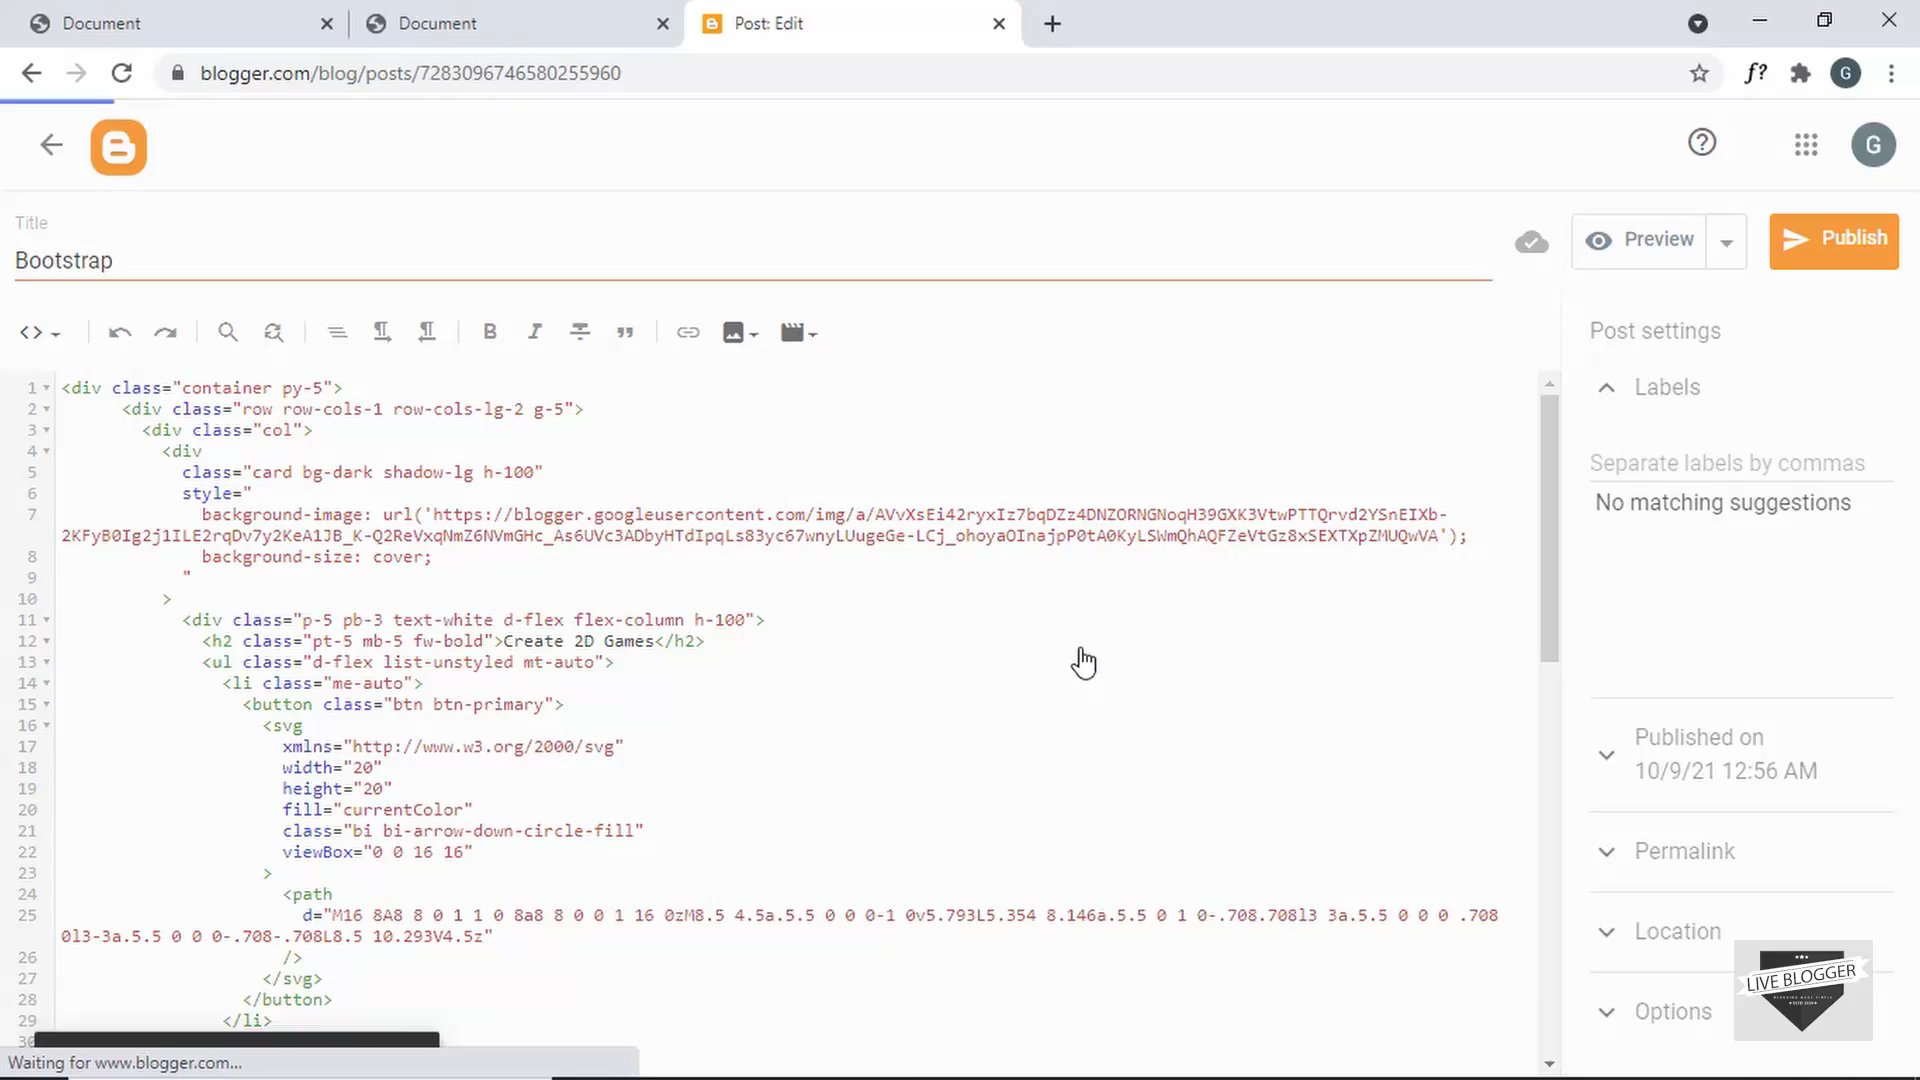 Document
Document
Post: Edit
blogger.com/blog/posts/7283096746580255960
f?
G
G
Title
Bootstrap
Preview
Publish
Post settings
Labels
Separate labels by commas
No matching suggestions
Published on
10/9/21 12:56 AM
Permalink
Location
Options
1 <div class="container py-5">
2 <div class="row row-cols-1 row-cols-lg-2 g-5">
3 <div class="col">
4 <div
5 class="card bg-dark shadow-lg h-100"
6 style="
7 background-image: url('https://blogger.googleusercontent.com/img/a/AVvXsEi42ryxIz7bqDZz4DNZORNGNoqH39GXK3VtwPTTQrvd2YSnEIXb-
2KFyB0Ig2j1ILE2rqDv7y2KeA1JB_K-Q2ReVxqNmZ6NVmGHc_As6UVc3ADbyHTdIpqLs83yc67wnyLUugeGe-LCj_ohoyaOInajpP0tA0KyLSWmQhAQFZeVtGz8xSEXTXpZMUQwVA');
8 background-size: cover;
9 "
10 >
11 <div class="p-5 pb-3 text-white d-flex flex-column h-100">
12 <h2 class="pt-5 mb-5 fw-bold">Create 2D Games</h2>
13 <ul class="d-flex list-unstyled mt-auto">
14 <li class="me-auto">
15 <button class="btn btn-primary">
16 <svg
17 xmlns="http://www.w3.org/2000/svg"
18 width="20"
19 height="20"
20 fill="currentColor"
21 class="bi bi-arrow-down-circle-fill"
22 viewBox="0 0 16 16"
23 >
24 <path
25 d="M16 8A8 8 0 1 1 0 8a8 8 0 0 1 16 0zM8.5 4.5a.5.5 0 0 0-1 0v5.793L5.354 8.146a.5.5 0 1 0-.708.708l3 3a.5.5 0 0 0 .708
0l3-3a.5.5 0 0 0-.708-.708L8.5 10.293V4.5z"
26 />
27 </svg>
28 </button>
29 </li>
30
LIVE BLOGGER
Waiting for www.blogger.com...